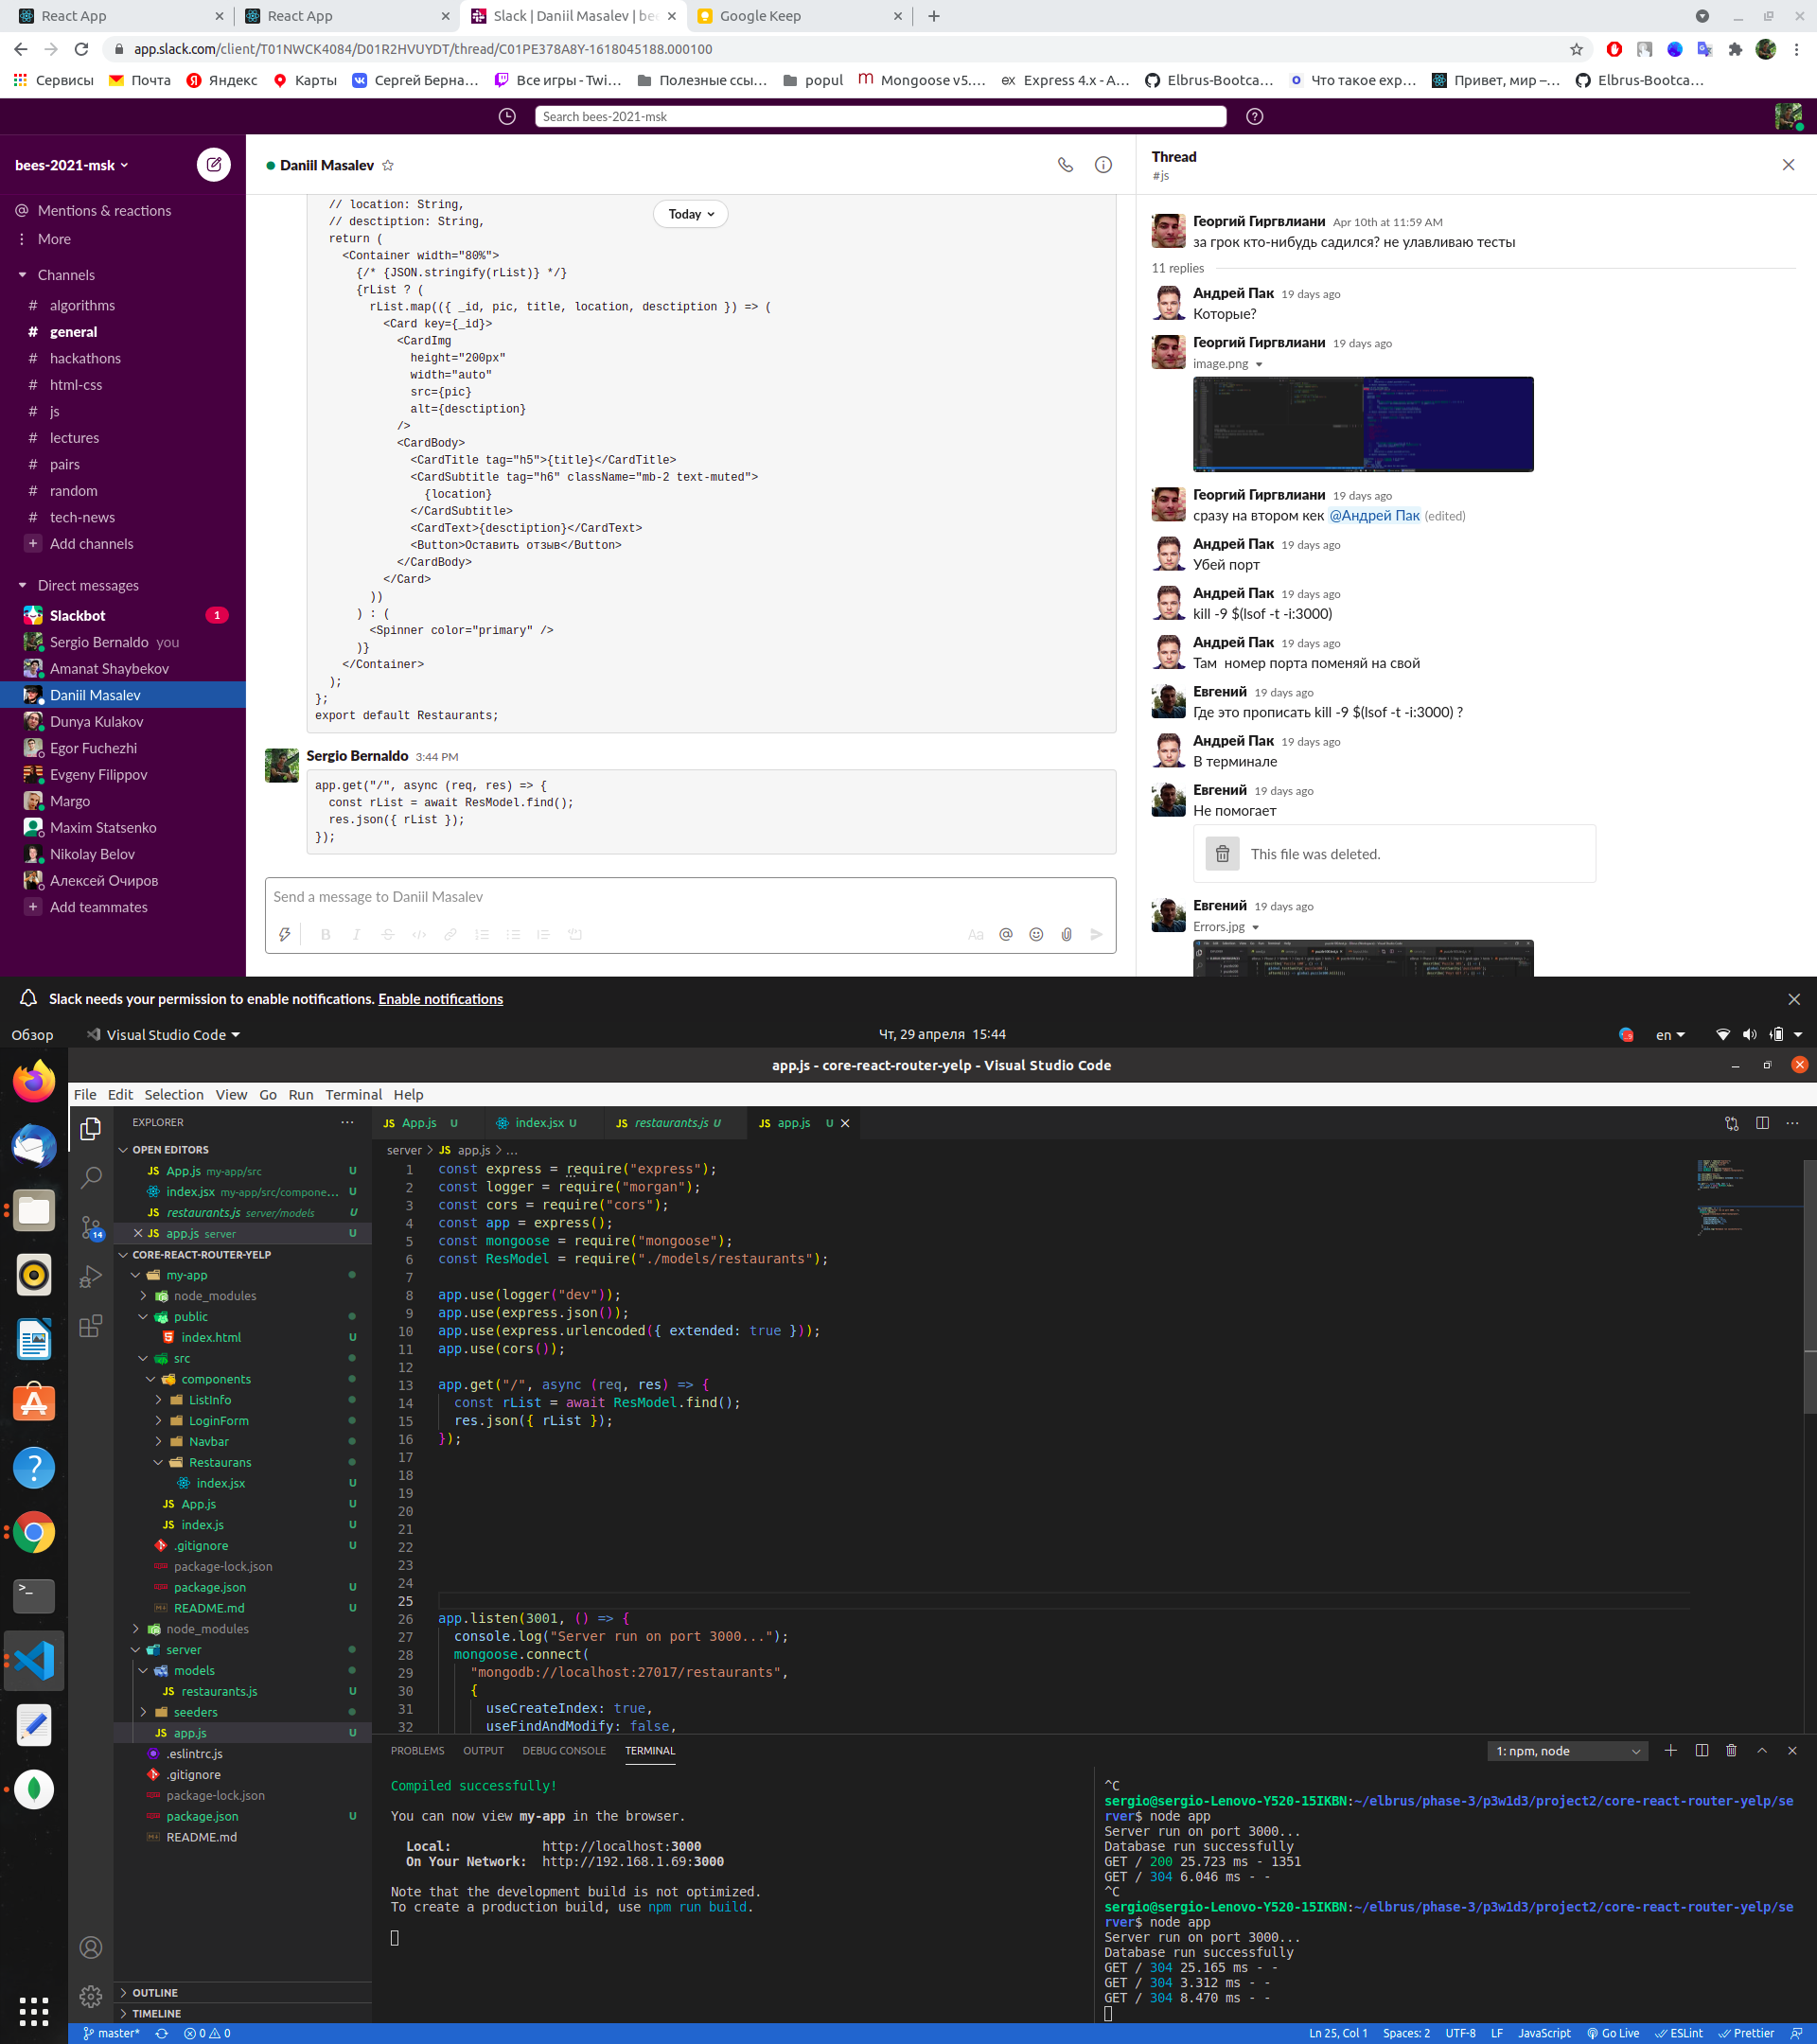 React App
React App
Slack | Daniil Masalev | bee
Google Keep
app.slack.com/client/T01NWCK4084/D01R2HVUYDT/thread/C01PE378A8Y-1618045188.000100
Сервисы
Почта
Яндекс
Карты
Сергей Берна...
Все игры - Twi...
Полезные ссы...
popul
Mongoose v5....
Express 4.x - A...
Elbrus-Bootca...
Что такое exp...
Привет, мир –...
Elbrus-Bootca...
Search bees-2021-msk
bees-2021-msk
Mentions & reactions
More
Channels
# algorithms
# general
# hackathons
# html-css
# js
# lectures
# pairs
# random
# tech-news
+ Add channels
Direct messages
Slackbot 1
Sergio Bernaldo you
Amanat Shaybekov
Daniil Masalev
Dunya Kulakov
Egor Fuchezhi
Evgeny Filippov
Margo
Maxim Statsenko
Nikolay Belov
Алексей Очиров
+ Add teammates
Daniil Masalev
Today
// location: String,
// desctiption: String,
return (
<Container width="80%">
{/* {JSON.stringify(rList)} */}
{rList ? (
rList.map(({ _id, pic, title, location, desctiption }) => (
<Card key={_id}>
<CardImg
height="200px"
width="auto"
src={pic}
alt={desctiption}
/>
<CardBody>
<CardTitle tag="h5">{title}</CardTitle>
<CardSubtitle tag="h6" className="mb-2 text-muted">
{location}
</CardSubtitle>
<CardText>{desctiption}</CardText>
<Button>Оставить отзыв</Button>
</CardBody>
</Card>
))
) : (
<Spinner color="primary" />
)}
</Container>
);
};
export default Restaurants;
Sergio Bernaldo 3:44 PM
app.get("/", async (req, res) => {
const rList = await ResModel.find();
res.json({ rList });
});
Send a message to Daniil Masalev
Thread
#js
Георгий Гиргвлиани Apr 10th at 11:59 AM
за грок кто-нибудь садился? не улавливаю тесты
11 replies
Андрей Пак 19 days ago
Которые?
Георгий Гиргвлиани 19 days ago
image.png
Георгий Гиргвлиани 19 days ago
сразу на втором кек @Андрей Пак (edited)
Андрей Пак 19 days ago
Убей порт
Андрей Пак 19 days ago
kill -9 $(lsof -t -i:3000)
Андрей Пак 19 days ago
Там номер порта поменяй на свой
Евгений 19 days ago
Где это прописать kill -9 $(lsof -t -i:3000) ?
Андрей Пак 19 days ago
В терминале
Евгений 19 days ago
Не помогает
This file was deleted.
Евгений 19 days ago
Errors.jpg
Slack needs your permission to enable notifications. Enable notifications
Обзор
Visual Studio Code
Чт, 29 апреля 15:44
en
app.js - core-react-router-yelp - Visual Studio Code
File Edit Selection View Go Run Terminal Help
EXPLORER
OPEN EDITORS
JS App.js my-app/src U
index.jsx my-app/src/compone... U
JS restaurants.js server/models U
JS app.js server U
14
CORE-REACT-ROUTER-YELP
my-app
node_modules
public
index.html U
src
components
ListInfo
LoginForm
Navbar
Restaurans
index.jsx U
JS App.js U
JS index.js U
.gitignore U
package-lock.json
package.json U
README.md U
node_modules
server
models
JS restaurants.js U
seeders
JS app.js U
.eslintrc.js
.gitignore
package-lock.json
package.json U
README.md
OUTLINE
TIMELINE
JS App.js U
index.jsx U
JS restaurants.js U
JS app.js U
server > JS app.js > ...
1 const express = require("express");
2 const logger = require("morgan");
3 const cors = require("cors");
4 const app = express();
5 const mongoose = require("mongoose");
6 const ResModel = require("./models/restaurants");
7
8 app.use(logger("dev"));
9 app.use(express.json());
10 app.use(express.urlencoded({ extended: true }));
11 app.use(cors());
12
13 app.get("/", async (req, res) => {
14 const rList = await ResModel.find();
15 res.json({ rList });
16 });
17
18
19
20
21
22
23
24
25
26 app.listen(3001, () => {
27 console.log("Server run on port 3000...");
28 mongoose.connect(
29 "mongodb://localhost:27017/restaurants",
30 {
31 useCreateIndex: true,
32 useFindAndModify: false,
PROBLEMS OUTPUT DEBUG CONSOLE TERMINAL
1: npm, node
Compiled successfully!
You can now view my-app in the browser.
Local: http://localhost:3000
On Your Network: http://192.168.1.69:3000
Note that the development build is not optimized.
To create a production build, use npm run build.
^C
sergio@sergio-Lenovo-Y520-15IKBN:~/elbrus/phase-3/p3w1d3/project2/core-react-router-yelp/se
rver$ node app
Server run on port 3000...
Database run successfully
GET / 200 25.723 ms - 1351
GET / 304 6.046 ms - -
^C
sergio@sergio-Lenovo-Y520-15IKBN:~/elbrus/phase-3/p3w1d3/project2/core-react-router-yelp/se
rver$ node app
Server run on port 3000...
Database run successfully
GET / 304 25.165 ms - -
GET / 304 3.312 ms - -
GET / 304 8.470 ms - -
master*
0 0
Ln 25, Col 1
Spaces: 2
UTF-8
LF
JavaScript
Go Live
ESLint
Prettier